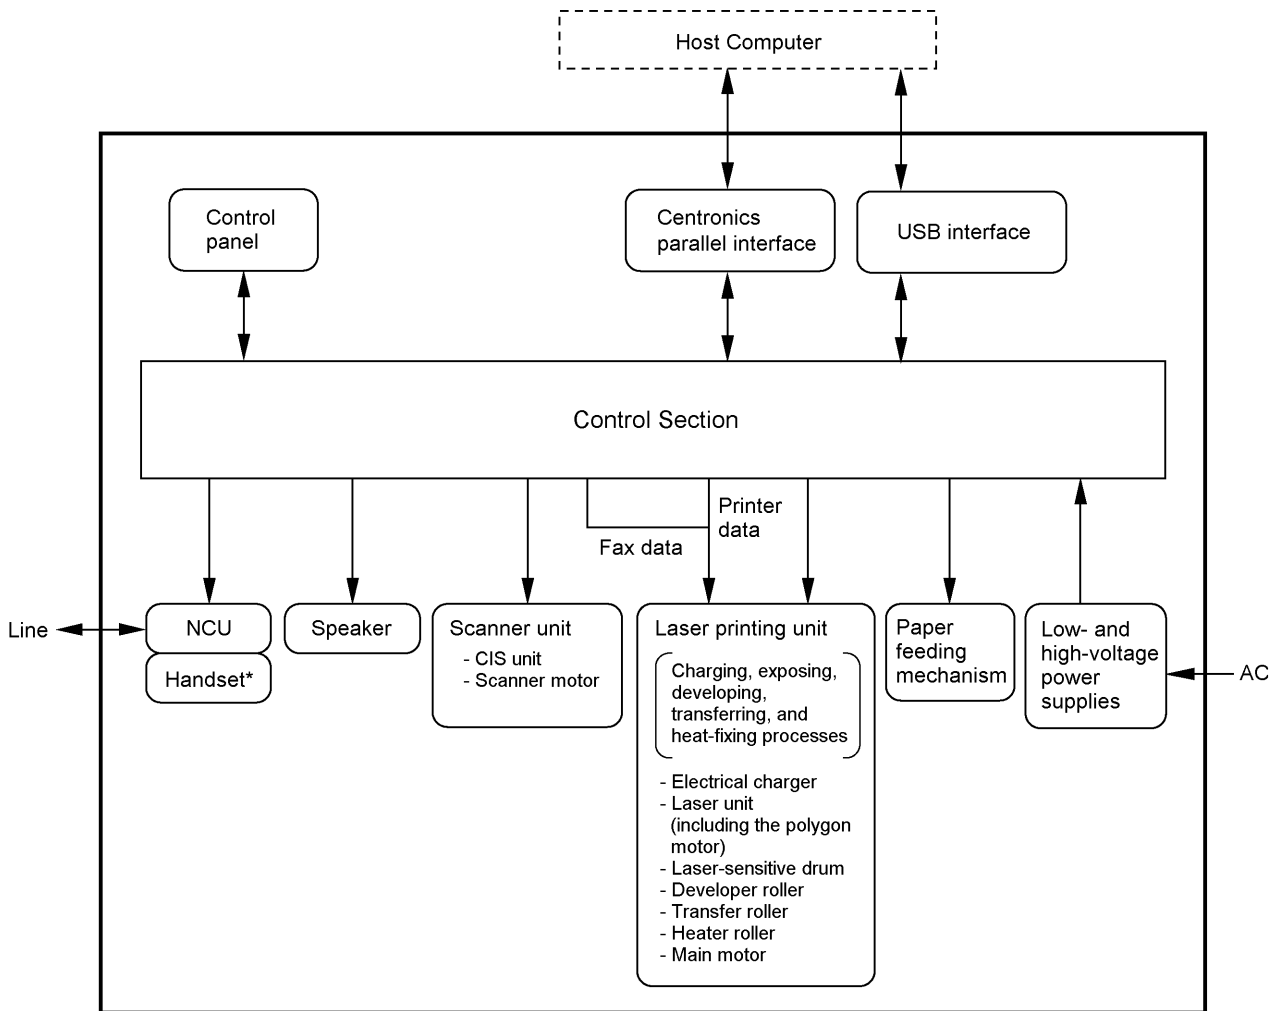 Host Computer
Control
panel
Centronics
parallel interface
USB interface
Control Section
Printer
data
Fax data
Line
NCU
Handset*
Speaker
Scanner unit
- CIS unit
- Scanner motor
Laser printing unit
Charging, exposing,
developing,
transferring, and
heat-fixing processes
- Electrical charger
- Laser unit
(including the polygon
motor)
- Laser-sensitive drum
- Developer roller
- Transfer roller
- Heater roller
- Main motor
Paper
feeding
mechanism
Low- and
high-voltage
power
supplies
AC